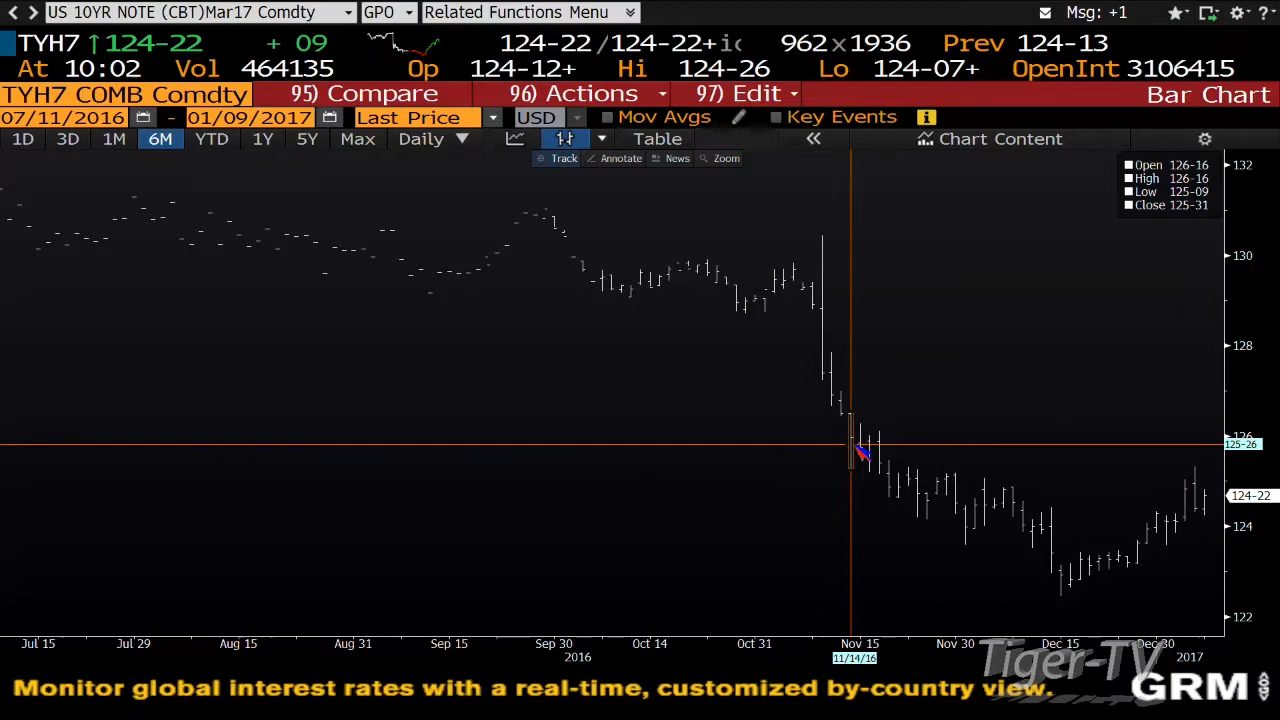 US 10YR NOTE (CBT)Mar17 Comdty GPO Related Functions Menu Msg: +1
TYH7 ↑124-22 + 09 124-22 /124-22+ic 962x1936 Prev 124-13
At 10:02 Vol 464135 Op 124-12+ Hi 124-26 Lo 124-07+ OpenInt 3106415
TYH7 COMB Comdty 95) Compare 96) Actions 97) Edit Bar Chart
07/11/2016 - 01/09/2017 Last Price USD Mov Avgs Key Events
1D 3D 1M 6M YTD 1Y 5Y Max Daily Table Chart Content
Track Annotate News Zoom
Open 126-16
High 126-16
Low 125-09
Close 125-31
132
130
128
126
125-26
124-22
124
122
Jul 15 Jul 29 Aug 15 Aug 31 Sep 15 Sep 30 Oct 14 Oct 31 Nov 15 Nov 30 Dec 15 Dec 30
2016 11/14/16 2017
Tiger-TV
Monitor global interest rates with a real-time, customized by-country view. GRM